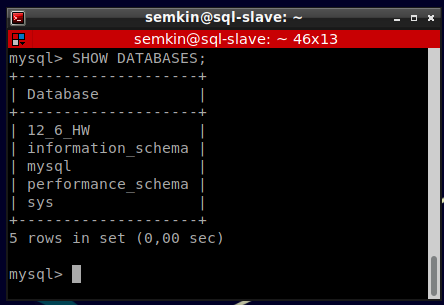 semkin@sql-slave: ~
semkin@sql-slave: ~ 46x13
mysql> SHOW DATABASES;
+--------------------+
| Database           |
+--------------------+
| 12_6_HW            |
| information_schema |
| mysql              |
| performance_schema |
| sys                |
+--------------------+
5 rows in set (0,00 sec)
mysql>